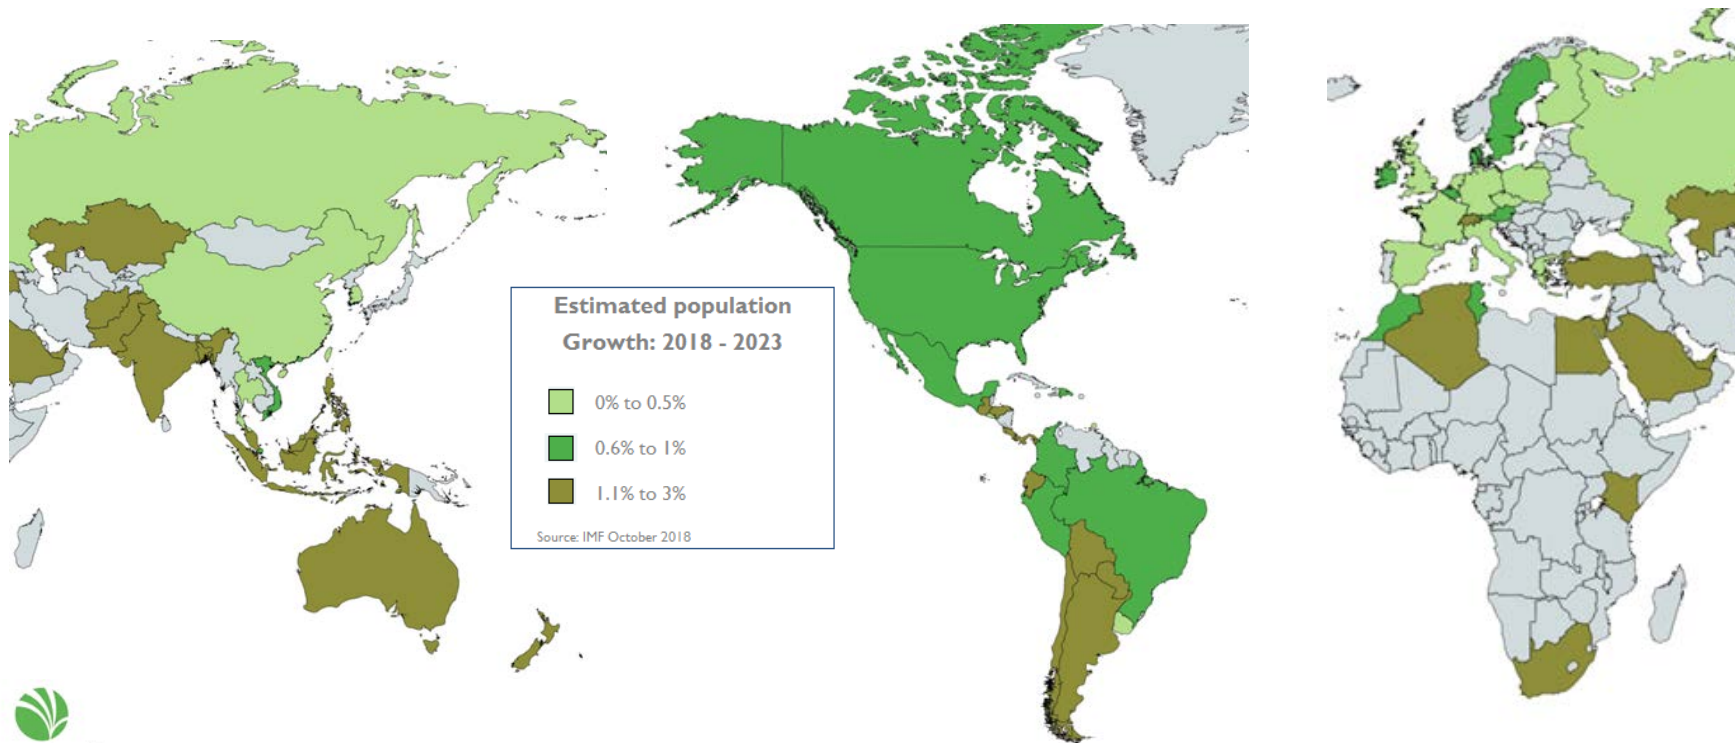 Estimated population
Growth: 2018 - 2023
0% to 0.5%
0.6% to 1%
1.1% to 3%
Source: IMF October 2018